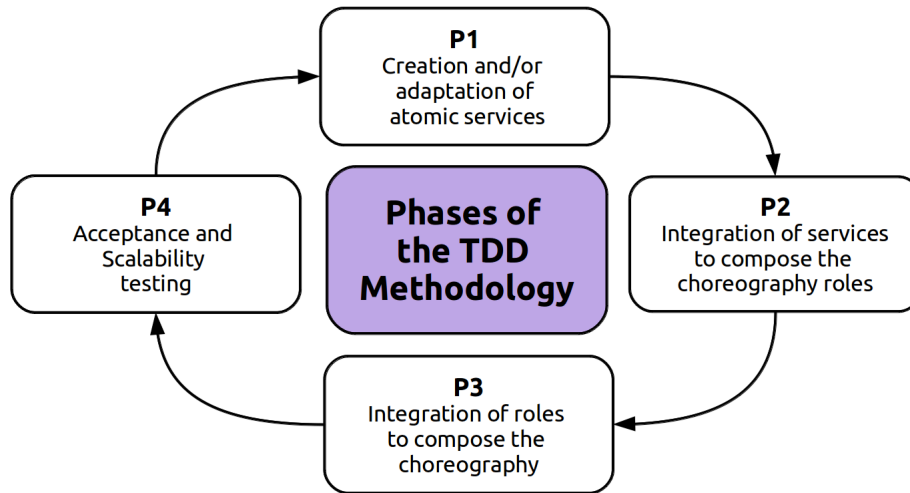 P1
Creation and/or
adaptation of
atomic services
P4
Acceptance and
Scalability
testing
Phases of
the TDD
Methodology
P2
Integration of services
to compose the
choreography roles
P3
Integration of roles
to compose the
choreography